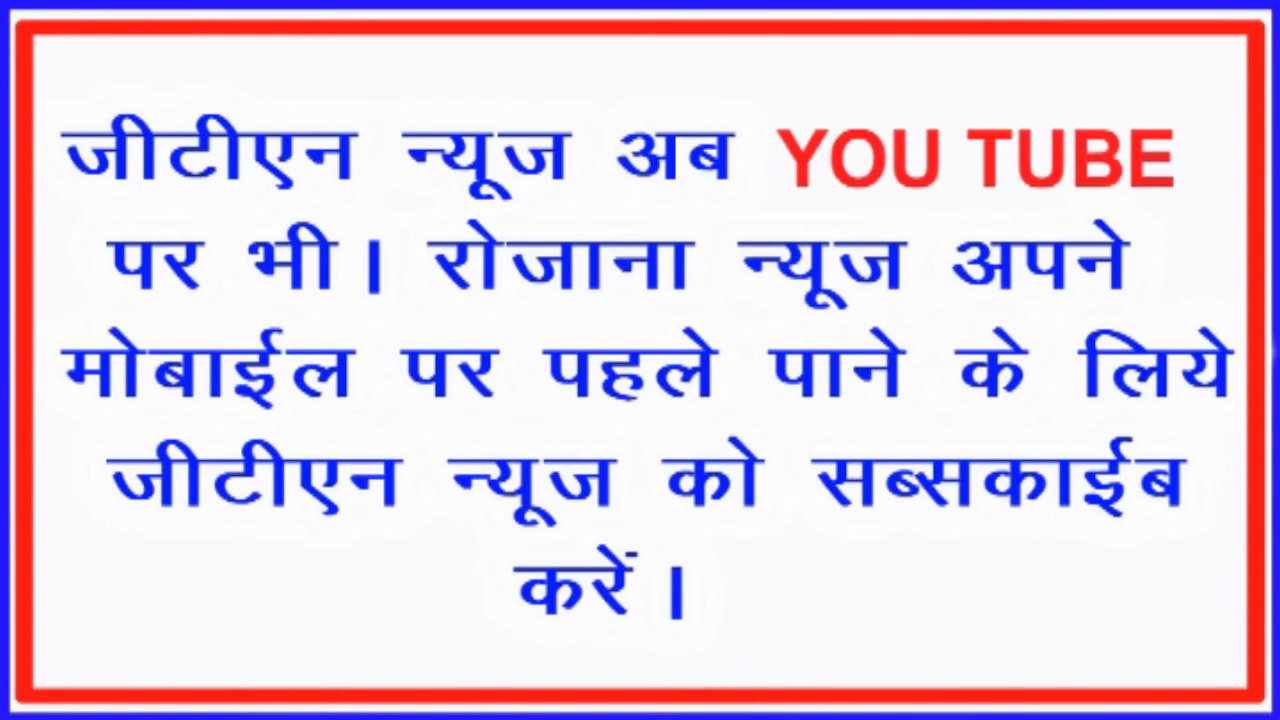 जीटीएन न्यूज अब YOU TUBE
पर भी। रोजाना न्यूज अपने
मोबाईल पर पहले पाने के लिये
जीटीएन न्यूज को सब्सकाईब
करें।